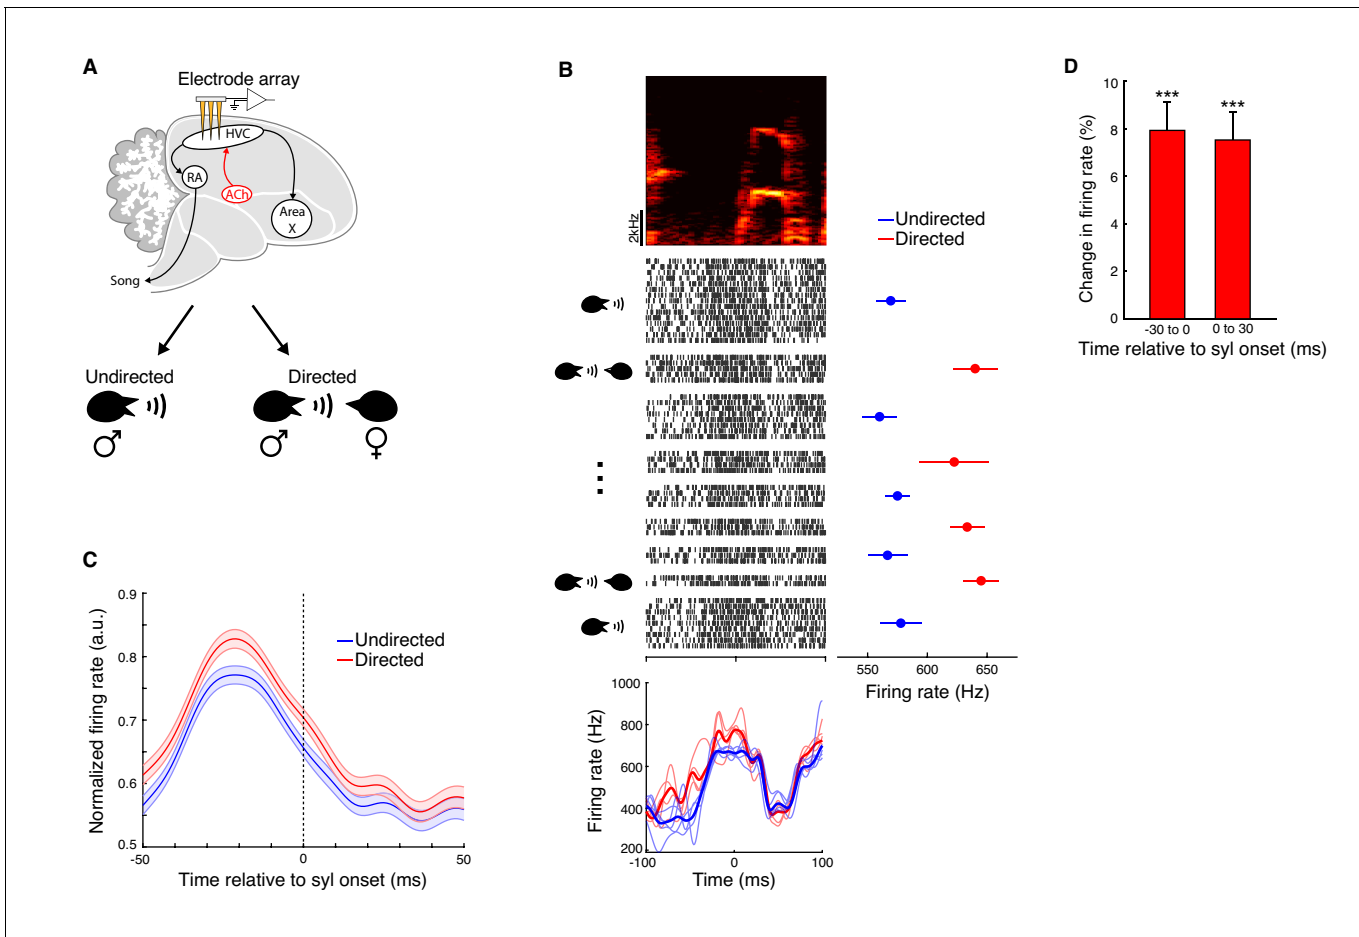 A
Electrode array
HVC
RA
ACh
Area
X
Song
Undirected
Directed
♂
♂
♀
B
2kHz
Undirected
Directed
550
600
650
Firing rate (Hz)
1000
800
600
400
200
Firing rate (Hz)
-100
0
100
Time (ms)
C
0.9
0.8
0.7
0.6
0.5
Normalized firing rate (a.u.)
Undirected
Directed
-50
0
50
Time relative to syl onset (ms)
D
10
8
6
4
2
0
Change in firing rate (%)
***
***
-30 to 0
0 to 30
Time relative to syl onset (ms)